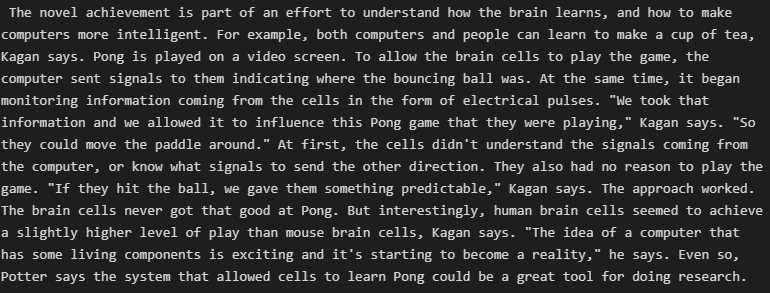 The novel achievement is part of an effort to understand how the brain learns, and how to make
computers more intelligent. For example, both computers and people can learn to make a cup of tea,
Kagan says. Pong is played on a video screen. To allow the brain cells to play the game, the
computer sent signals to them indicating where the bouncing ball was. At the same time, it began
monitoring information coming from the cells in the form of electrical pulses. "We took that
information and we allowed it to influence this Pong game that they were playing," Kagan says. "So
they could move the paddle around." At first, the cells didn't understand the signals coming from
the computer, or know what signals to send the other direction. They also had no reason to play the
game. "If they hit the ball, we gave them something predictable," Kagan says. The approach worked.
The brain cells never got that good at Pong. But interestingly, human brain cells seemed to achieve
a slightly higher level of play than mouse brain cells, Kagan says. "The idea of a computer that
has some living components is exciting and it's starting to become a reality," he says. Even so,
Potter says the system that allowed cells to learn Pong could be a great tool for doing research.